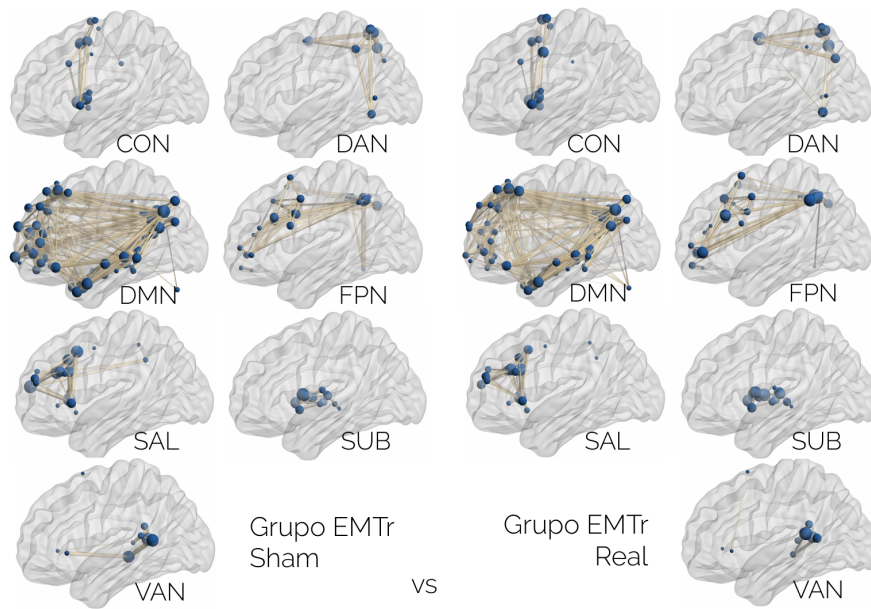 CON
DAN
CON
DAN
DMN
FPN
DMN
FPN
SAL
SUB
SAL
SUB
Grupo EMTr
Sham
vs
Grupo EMTr
Real
VAN
VAN